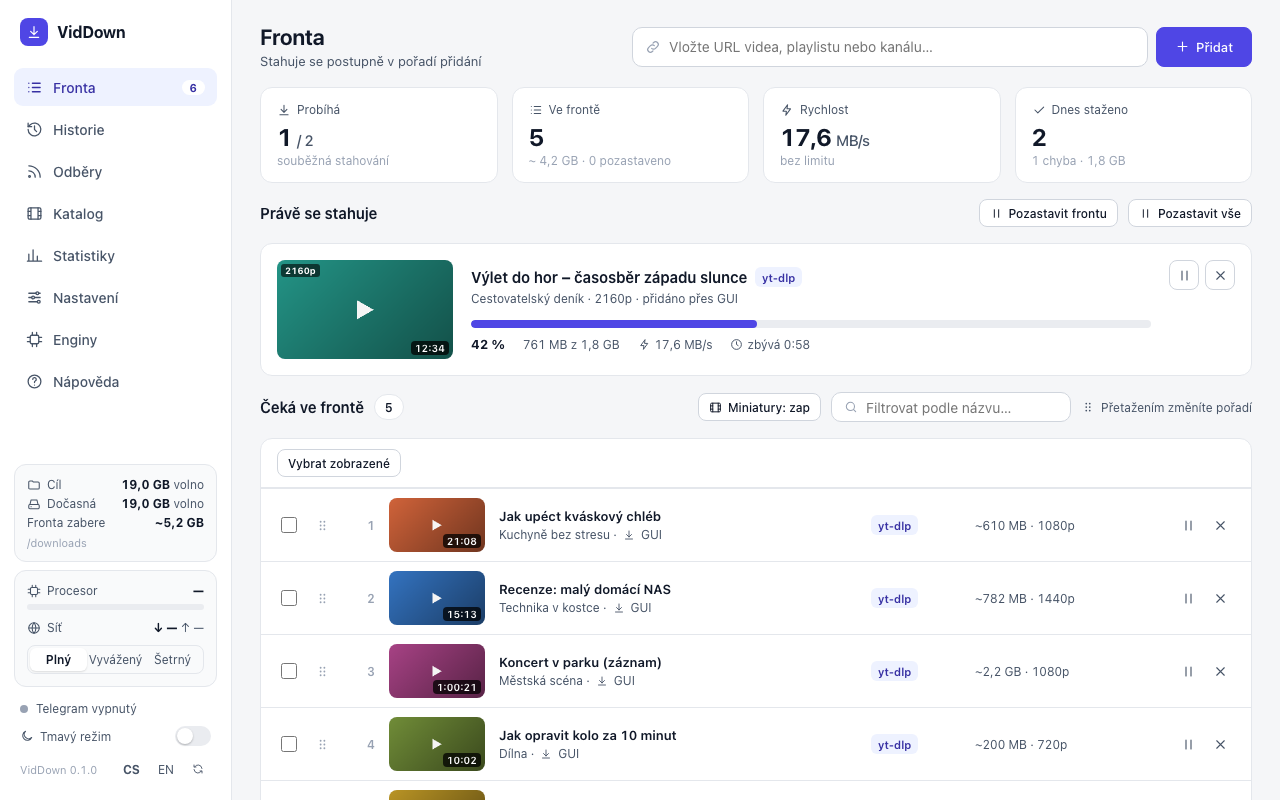 VidDown
Fronta 6
Historie
Odběry
Katalog
Statistiky
Nastavení
Enginy
Nápověda
Cíl 19,0 GB volno
Dočasná 19,0 GB volno
Fronta zabere ~5,2 GB
/downloads
Procesor —
Síť ↓ — ↑ —
Plný Vyvážený Šetrný
Telegram vypnutý
Tmavý režim
VidDown 0.1.0 CS EN
Fronta
Stahuje se postupně v pořadí přidání
Vložte URL videa, playlistu nebo kanálu…
Přidat
Probíhá
1 / 2
souběžná stahování
Ve frontě
5
~ 4,2 GB · 0 pozastaveno
Rychlost
17,6 MB/s
bez limitu
Dnes staženo
2
1 chyba · 1,8 GB
Právě se stahuje
Pozastavit frontu
Pozastavit vše
2160p
12:34
Výlet do hor – časosběr západu slunce yt-dlp
Cestovatelský deník · 2160p · přidáno přes GUI
42 % 761 MB z 1,8 GB 17,6 MB/s zbývá 0:58
Čeká ve frontě 5
Miniatury: zap
Filtrovat podle názvu…
Přetažením změníte pořadí
Vybrat zobrazené
1
21:08
Jak upéct kváskový chléb
Kuchyně bez stresu · GUI
yt-dlp
~610 MB · 1080p
2
15:13
Recenze: malý domácí NAS
Technika v kostce · GUI
yt-dlp
~782 MB · 1440p
3
1:00:21
Koncert v parku (záznam)
Městská scéna · GUI
yt-dlp
~2,2 GB · 1080p
4
10:02
Jak opravit kolo za 10 minut
Dílna · GUI
yt-dlp
~200 MB · 720p